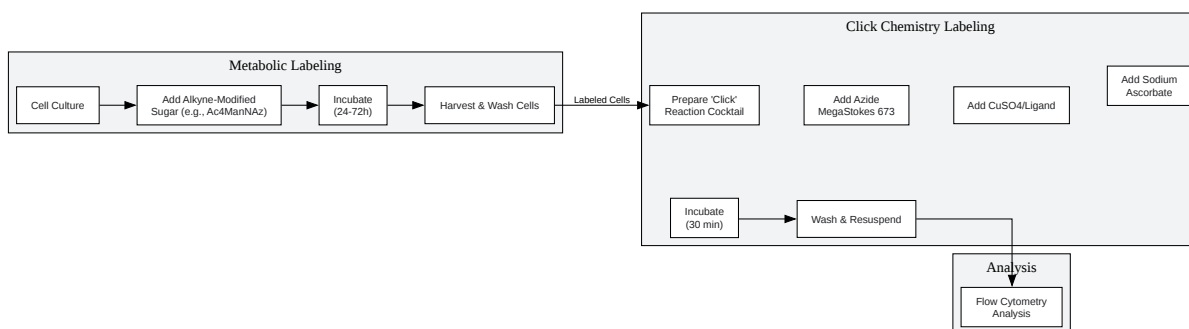 Metabolic Labeling
Cell Culture
Add Alkyne-Modified
Sugar (e.g., Ac4ManNAz)
Incubate
(24-72h)
Harvest & Wash Cells
Labeled Cells
Click Chemistry Labeling
Prepare 'Click'
Reaction Cocktail
Add Azide
MegaStokes 673
Add CuSO4/Ligand
Add Sodium
Ascorbate
Incubate
(30 min)
Wash & Resuspend
Analysis
Flow Cytometry
Analysis